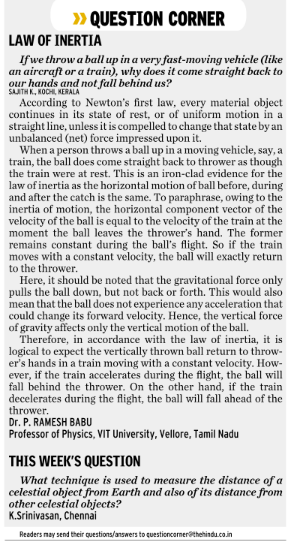 » QUESTION CORNER
LAW OF INERTIA
If we throw a ball up in a very fast-moving vehicle (like
an aircraft or a train), why does it come straight back to
our hands and not fall behind us?
SAJITH K., KOCHI, KERALA
According to Newton's first law, every material object
continues in its state of rest, or of uniform motion in a
straight line, unless it is compelled to change that state by an
unbalanced (net) force impressed upon it.
When a person throws a ball up in a moving vehicle, say, a
train, the ball does come straight back to thrower as though
the train were at rest. This is an iron-clad evidence for the
law of inertia as the horizontal motion of ball before, during
and after the catch is the same. To paraphrase, owing to the
inertia of motion, the horizontal component vector of the
velocity of the ball is equal to the velocity of the train at the
moment the ball leaves the thrower's hand. The former
remains constant during the ball's flight. So if the train
moves with a constant velocity, the ball will exactly return
to the thrower.
Here, it should be noted that the gravitational force only
pulls the ball down, but not back or forth. This would also
mean that the ball does not experience any acceleration that
could change its forward velocity. Hence, the vertical force
of gravity affects only the vertical motion of the ball.
Therefore, in accordance with the law of inertia, it is
logical to expect the vertically thrown ball return to throw-
er's hands in a train moving with a constant velocity. How-
ever, if the train accelerates during the flight, the ball will
fall behind the thrower. On the other hand, if the train
decelerates during the flight, the ball will fall ahead of the
thrower.
Dr. P. RAMESH BABU
Professor of Physics, VIT University, Vellore, Tamil Nadu
THIS WEEK'S QUESTION
What technique is used to measure the distance of a
celestial object from Earth and also of its distance from
other celestial objects?
K.Srinivasan, Chennai
Readers may send their questions/answers to questioncorner@thehindu.co.in